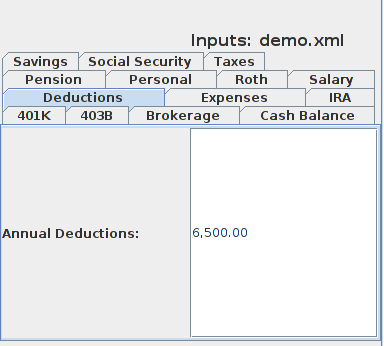 Inputs: demo.xml
Savings Social Security Taxes
Pension Personal Roth Salary
Deductions Expenses IRA
401K 403B Brokerage Cash Balance
Annual Deductions: 6,500.00